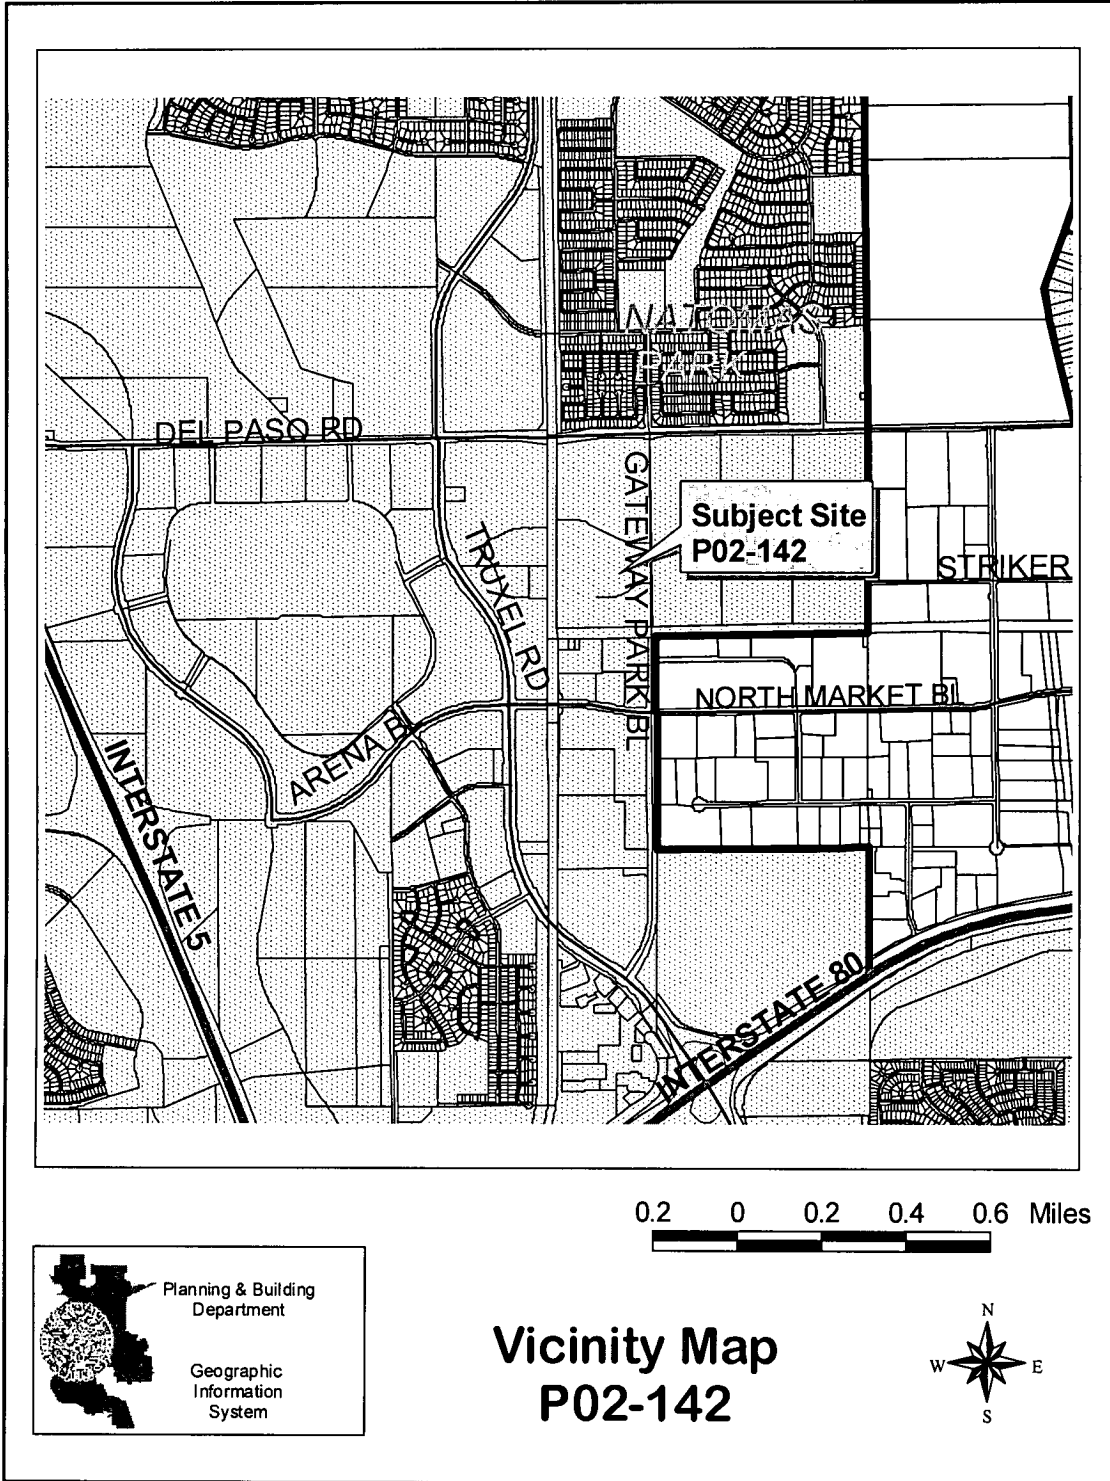 NATOMAS
PARK
DEL PASO RD
GATEWAY PARK BL
Subject Site
P02-142
TRUXEL RD
STRIKER
NORTH MARKET BL
ARENA B
INTERSTATE 5
INTERSTATE 80
0.2 0 0.2 0.4 0.6 Miles
Planning & Building
Department
Geographic
Information
System
Vicinity Map
P02-142
N
W E
S